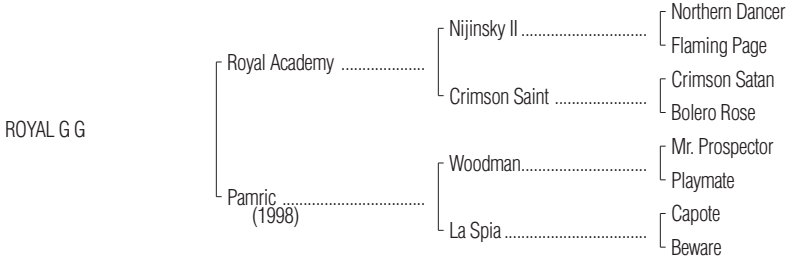 Northern Dancer
Nijinsky II ..............................
Flaming Page
Royal Academy ....................
Crimson Satan
Crimson Saint ......................
Bolero Rose
ROYAL G G
Mr. Prospector
Woodman..............................
Playmate
Pamric ..................................
(1998)
Capote
La Spia ..................................
Beware